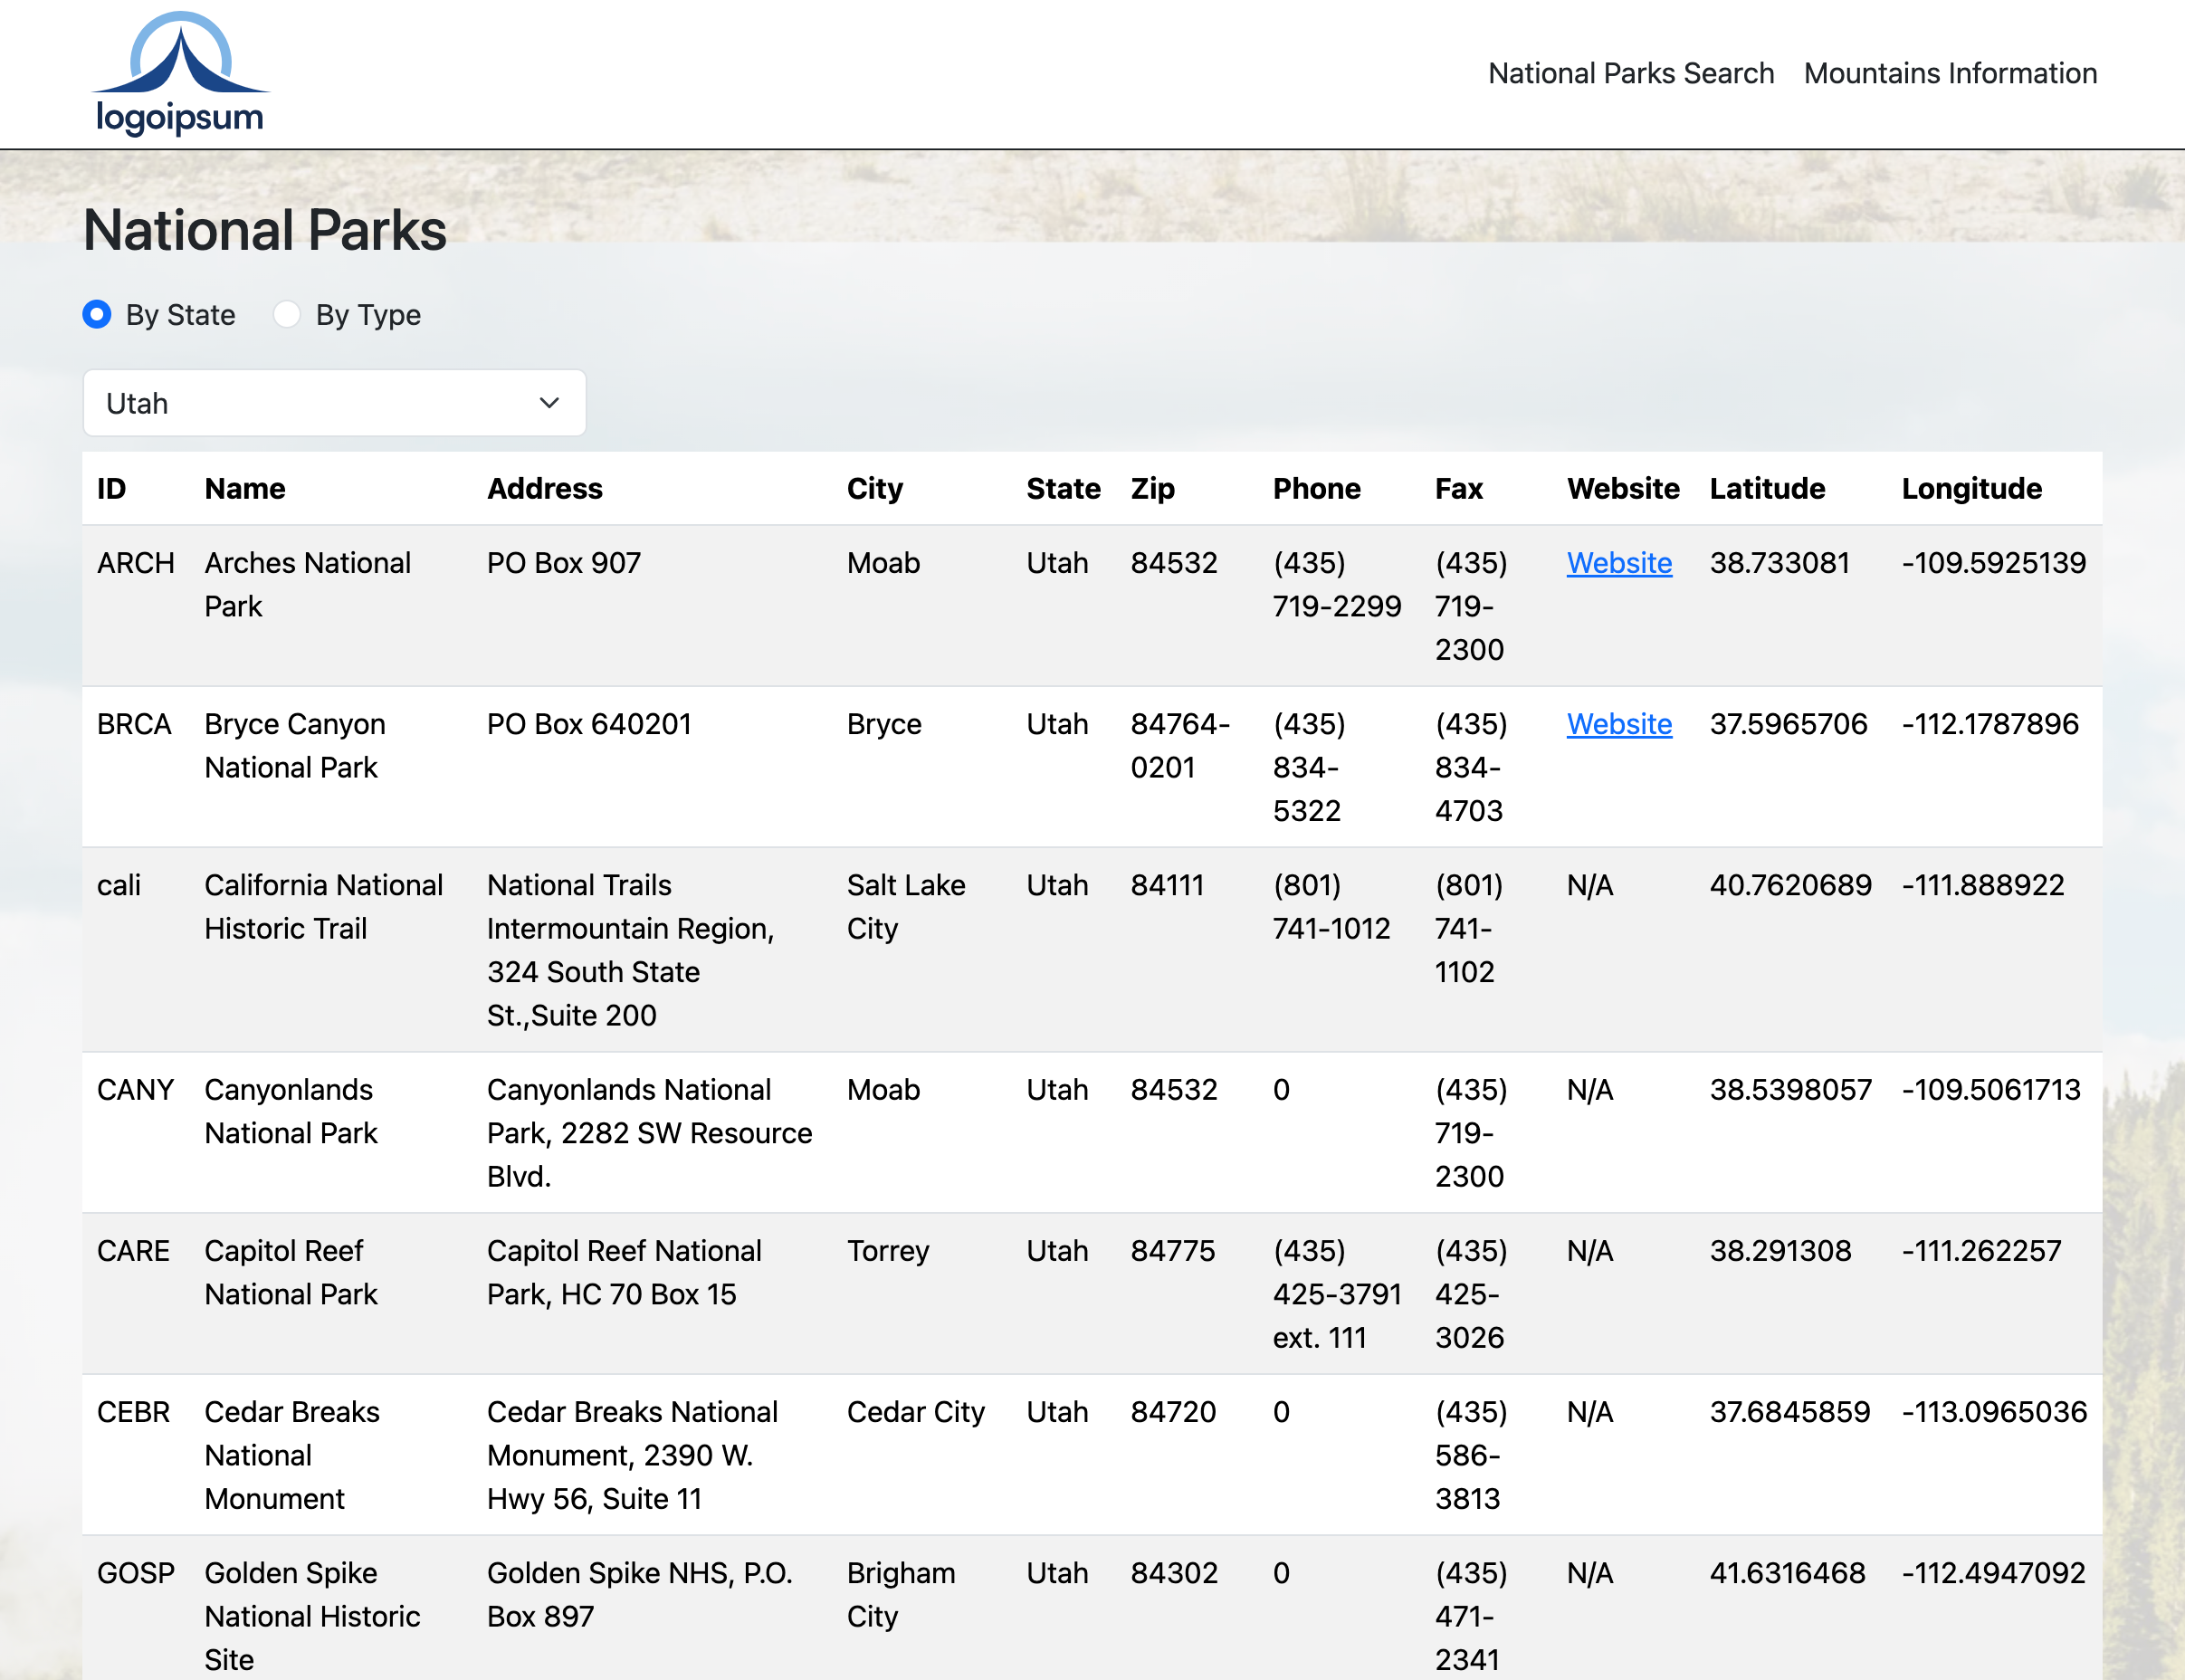 logoipsum
National Parks Search Mountains Information
National Parks
By State By Type
Utah
ID Name Address City State Zip Phone Fax Website Latitude Longitude
ARCH Arches National PO Box 907 Moab Utah 84532 (435) (435) Website 38.733081 -109.5925139
Park 719-2299 719-
2300
BRCA Bryce Canyon PO Box 640201 Bryce Utah 84764- (435) (435) Website 37.5965706 -112.1787896
National Park 0201 834- 834-
5322 4703
cali California National National Trails Salt Lake Utah 84111 (801) (801) N/A 40.7620689 -111.888922
Historic Trail Intermountain Region, City 741-1012 741-
324 South State 1102
St.,Suite 200
CANY Canyonlands Canyonlands National Moab Utah 84532 0 (435) N/A 38.5398057 -109.5061713
National Park Park, 2282 SW Resource 719-
Blvd. 2300
CARE Capitol Reef Capitol Reef National Torrey Utah 84775 (435) (435) N/A 38.291308 -111.262257
National Park Park, HC 70 Box 15 425-3791 425-
ext. 111 3026
CEBR Cedar Breaks Cedar Breaks National Cedar City Utah 84720 0 (435) N/A 37.6845859 -113.0965036
National Monument, 2390 W. 586-
Monument Hwy 56, Suite 11 3813
GOSP Golden Spike Golden Spike NHS, P.O. Brigham Utah 84302 0 (435) N/A 41.6316468 -112.4947092
National Historic Box 897 City 471-
Site 2341